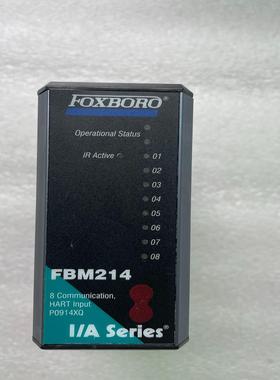 FOXBORO®
Operational Status
IR Active
01
02
03
04
05
06
07
08
FBM214
8 Communication,
HART Input
P0914XQ
I/A Series®